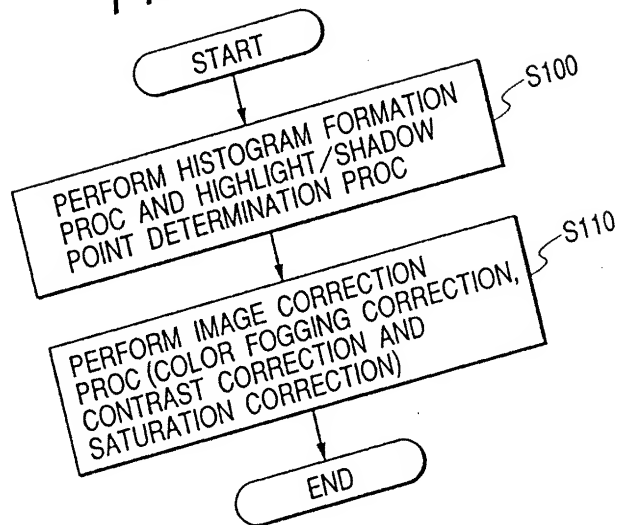 START
PERFORM HISTOGRAM FORMATION
PROC AND HIGHLIGHT/SHADOW
POINT DETERMINATION PROC
S100
PERFORM IMAGE CORRECTION
PROC (COLOR FOGGING CORRECTION,
CONTRAST CORRECTION AND
SATURATION CORRECTION)
S110
END